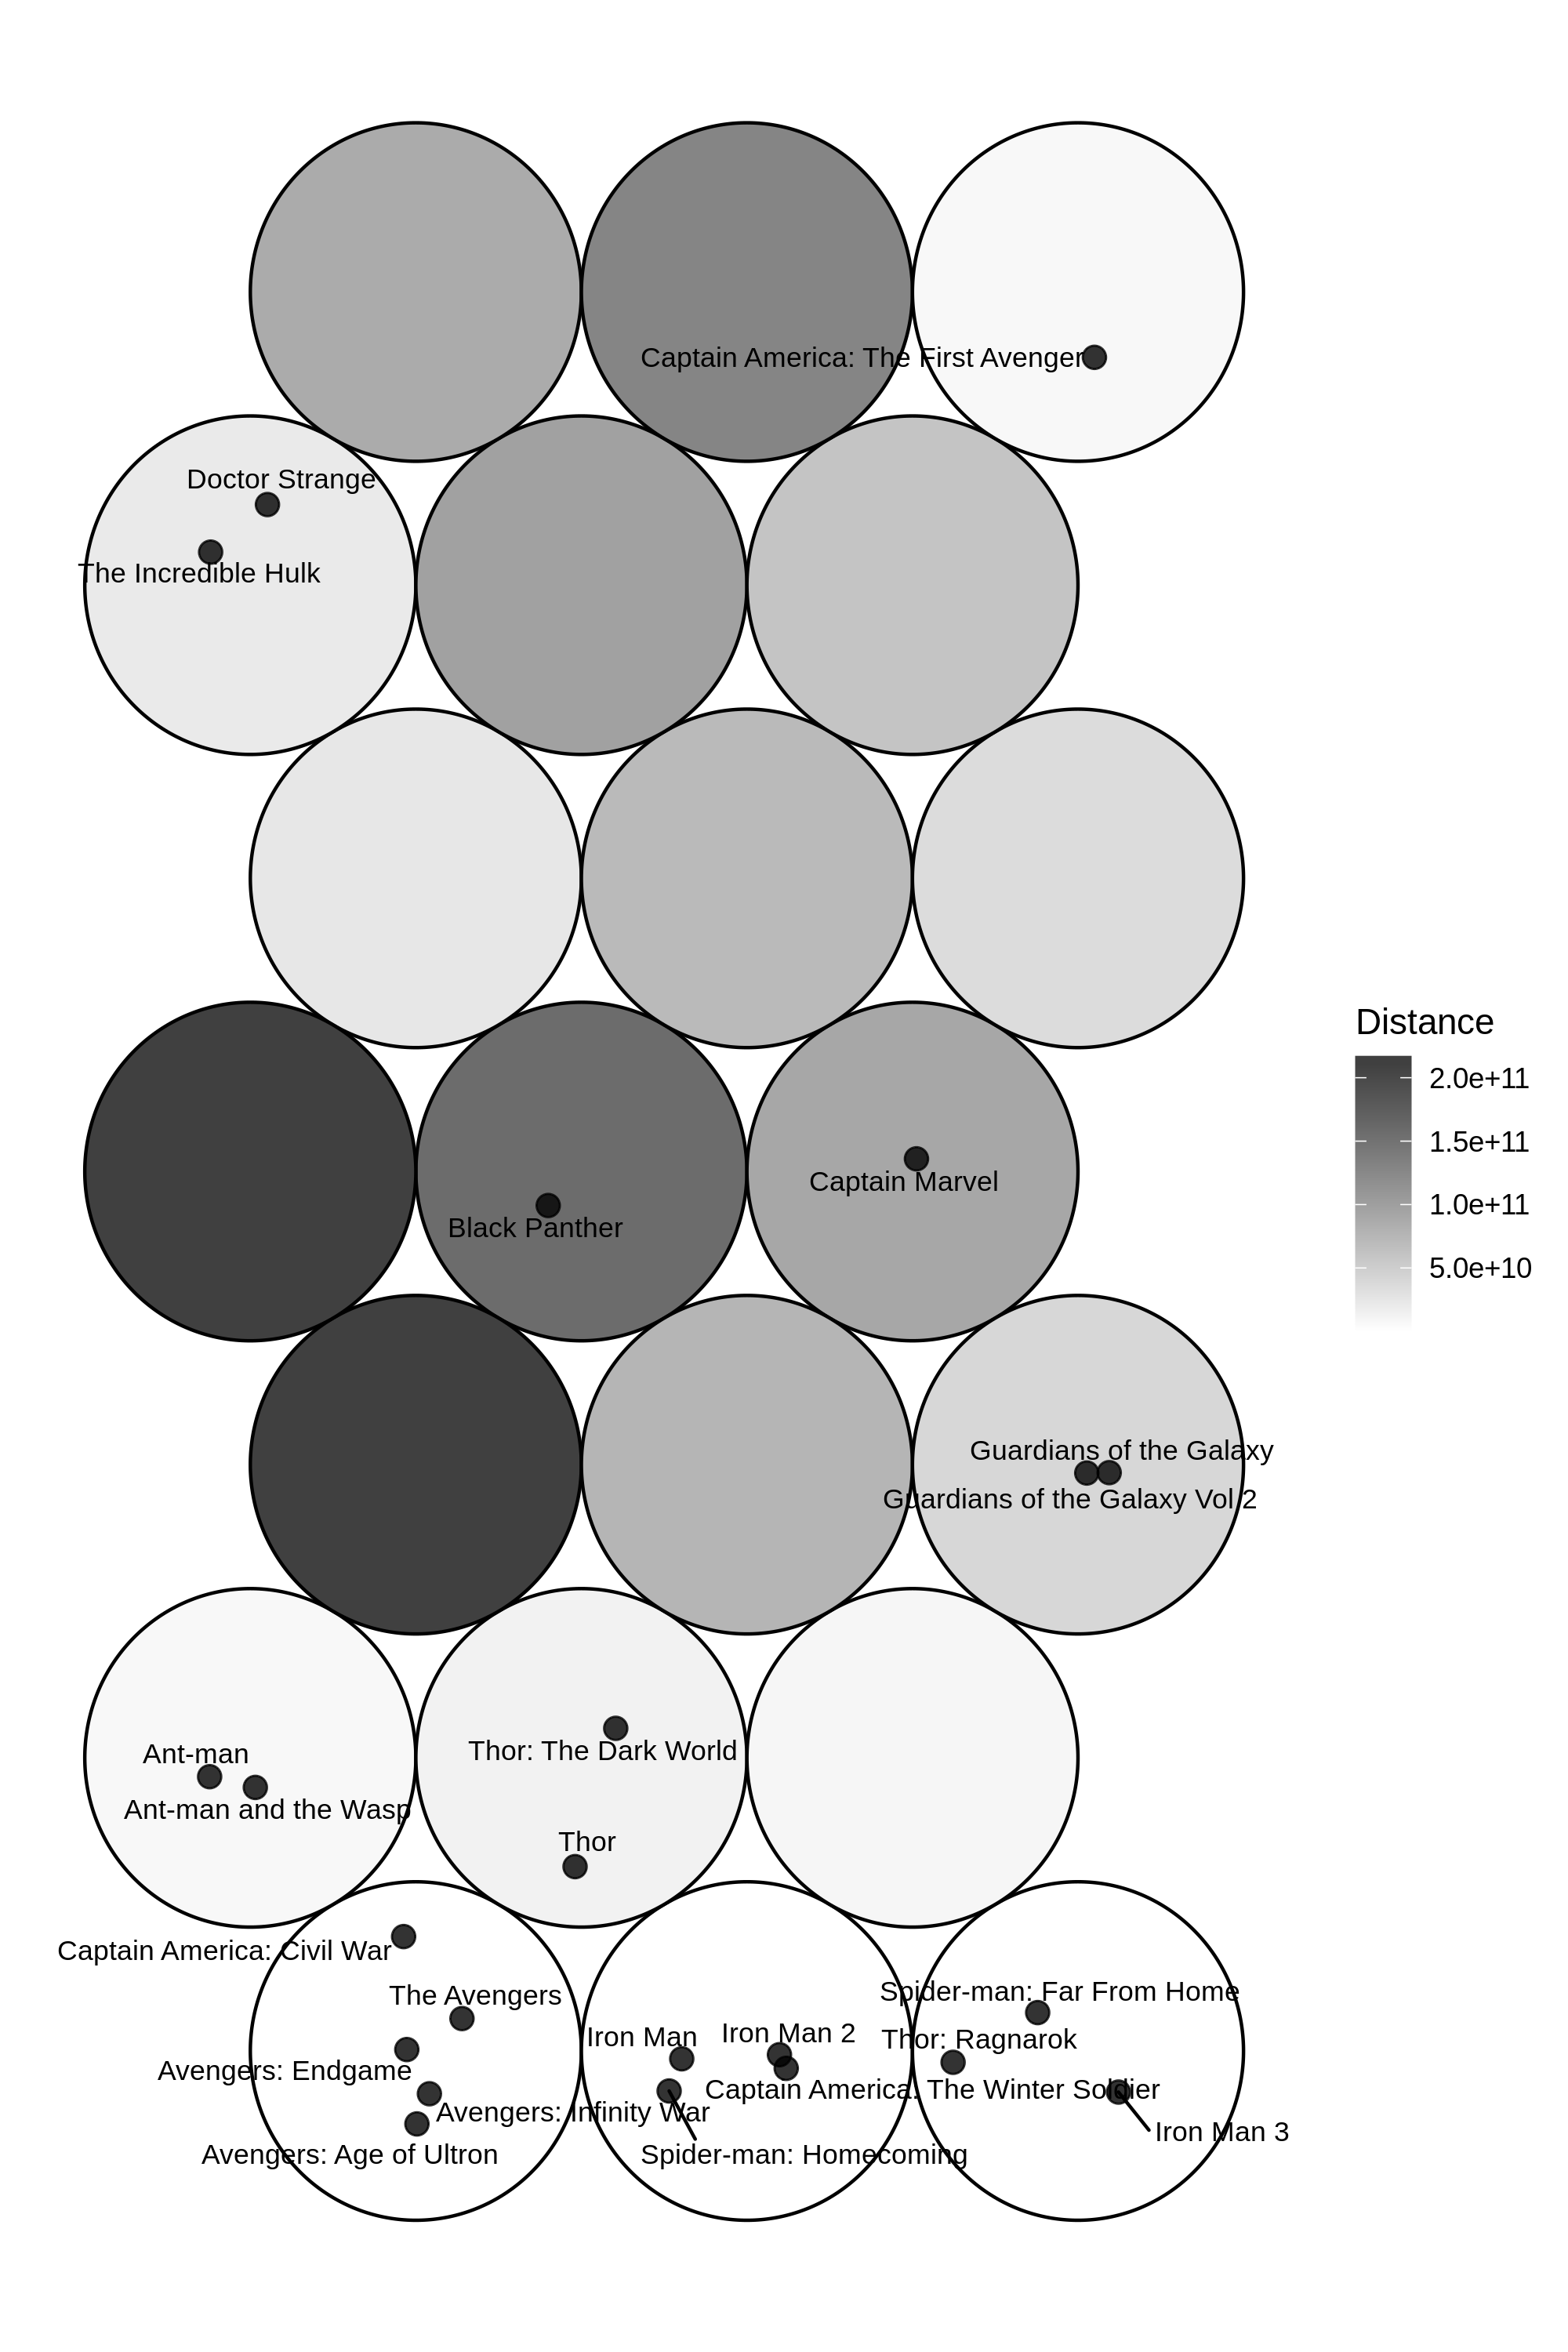 Captain America: The First Avenger
Doctor Strange
The Incredible Hulk
Distance
2.0e+11
1.5e+11
1.0e+11
5.0e+10
Captain Marvel
Black Panther
Guardians of the Galaxy
Guardians of the Galaxy Vol 2
Ant-man
Thor: The Dark World
Ant-man and the Wasp
Thor
Captain America: Civil War
The Avengers
Spider-man: Far From Home
Iron Man
Iron Man 2
Thor: Ragnarok
Avengers: Endgame
Captain America: The Winter Soldier
Avengers: Infinity War
Iron Man 3
Avengers: Age of Ultron
Spider-man: Homecoming